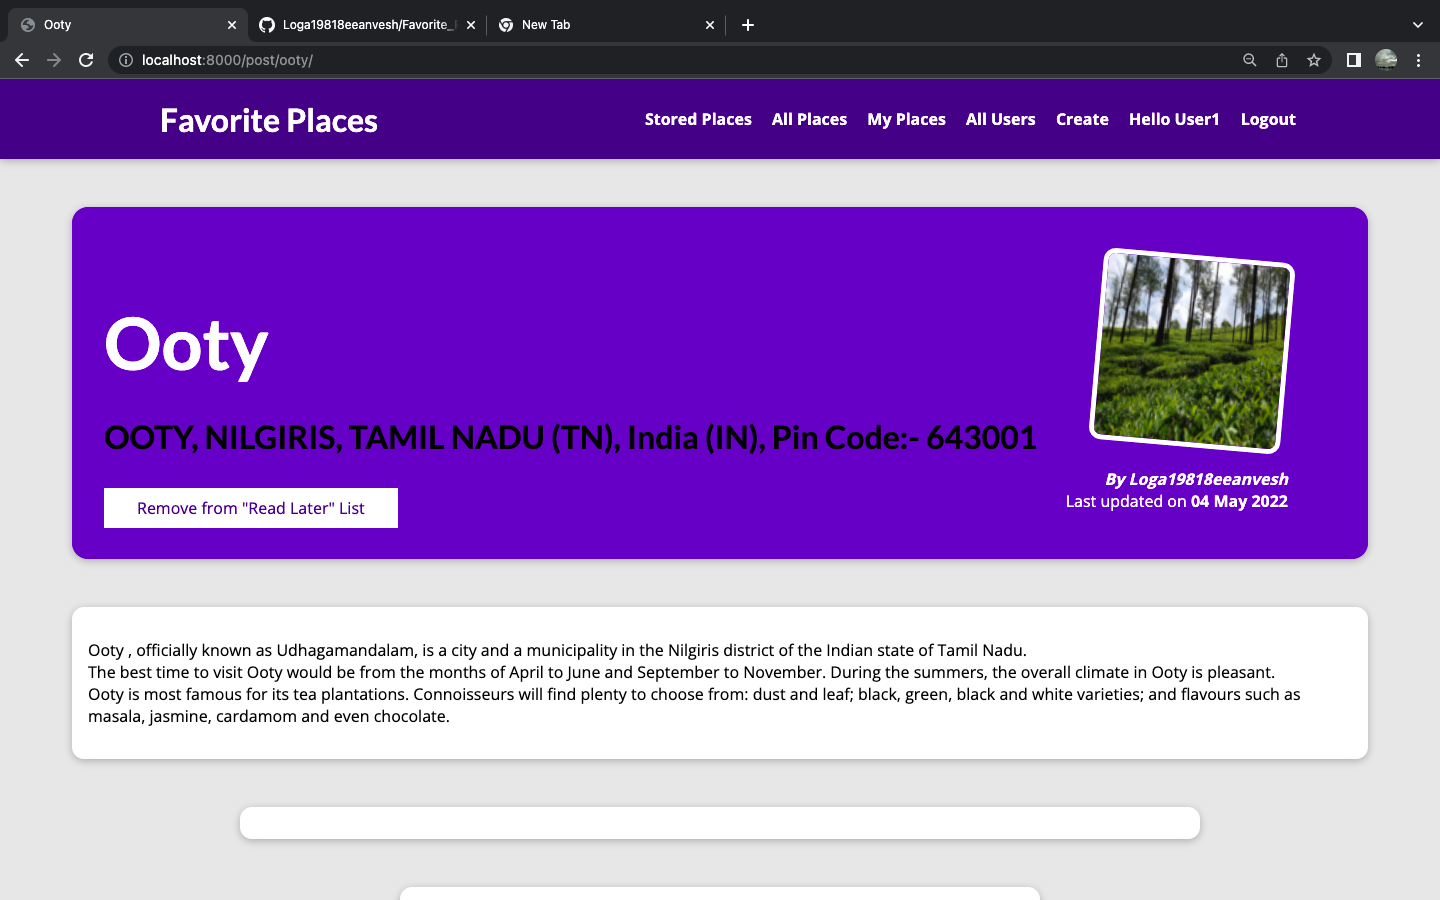 Ooty
Loga19818eeanvesh/Favorite_
New Tab
localhost:8000/post/ooty/
Favorite Places
Stored Places All Places My Places All Users Create Hello User1 Logout
Ooty
OOTY, NILGIRIS, TAMIL NADU (TN), India (IN), Pin Code:- 643001
Remove from "Read Later" List
By Loga19818eeanvesh
Last updated on 04 May 2022
Ooty , officially known as Udhagamandalam, is a city and a municipality in the Nilgiris district of the Indian state of Tamil Nadu.
The best time to visit Ooty would be from the months of April to June and September to November. During the summers, the overall climate in Ooty is pleasant.
Ooty is most famous for its tea plantations. Connoisseurs will find plenty to choose from: dust and leaf; black, green, black and white varieties; and flavours such as
masala, jasmine, cardamom and even chocolate.